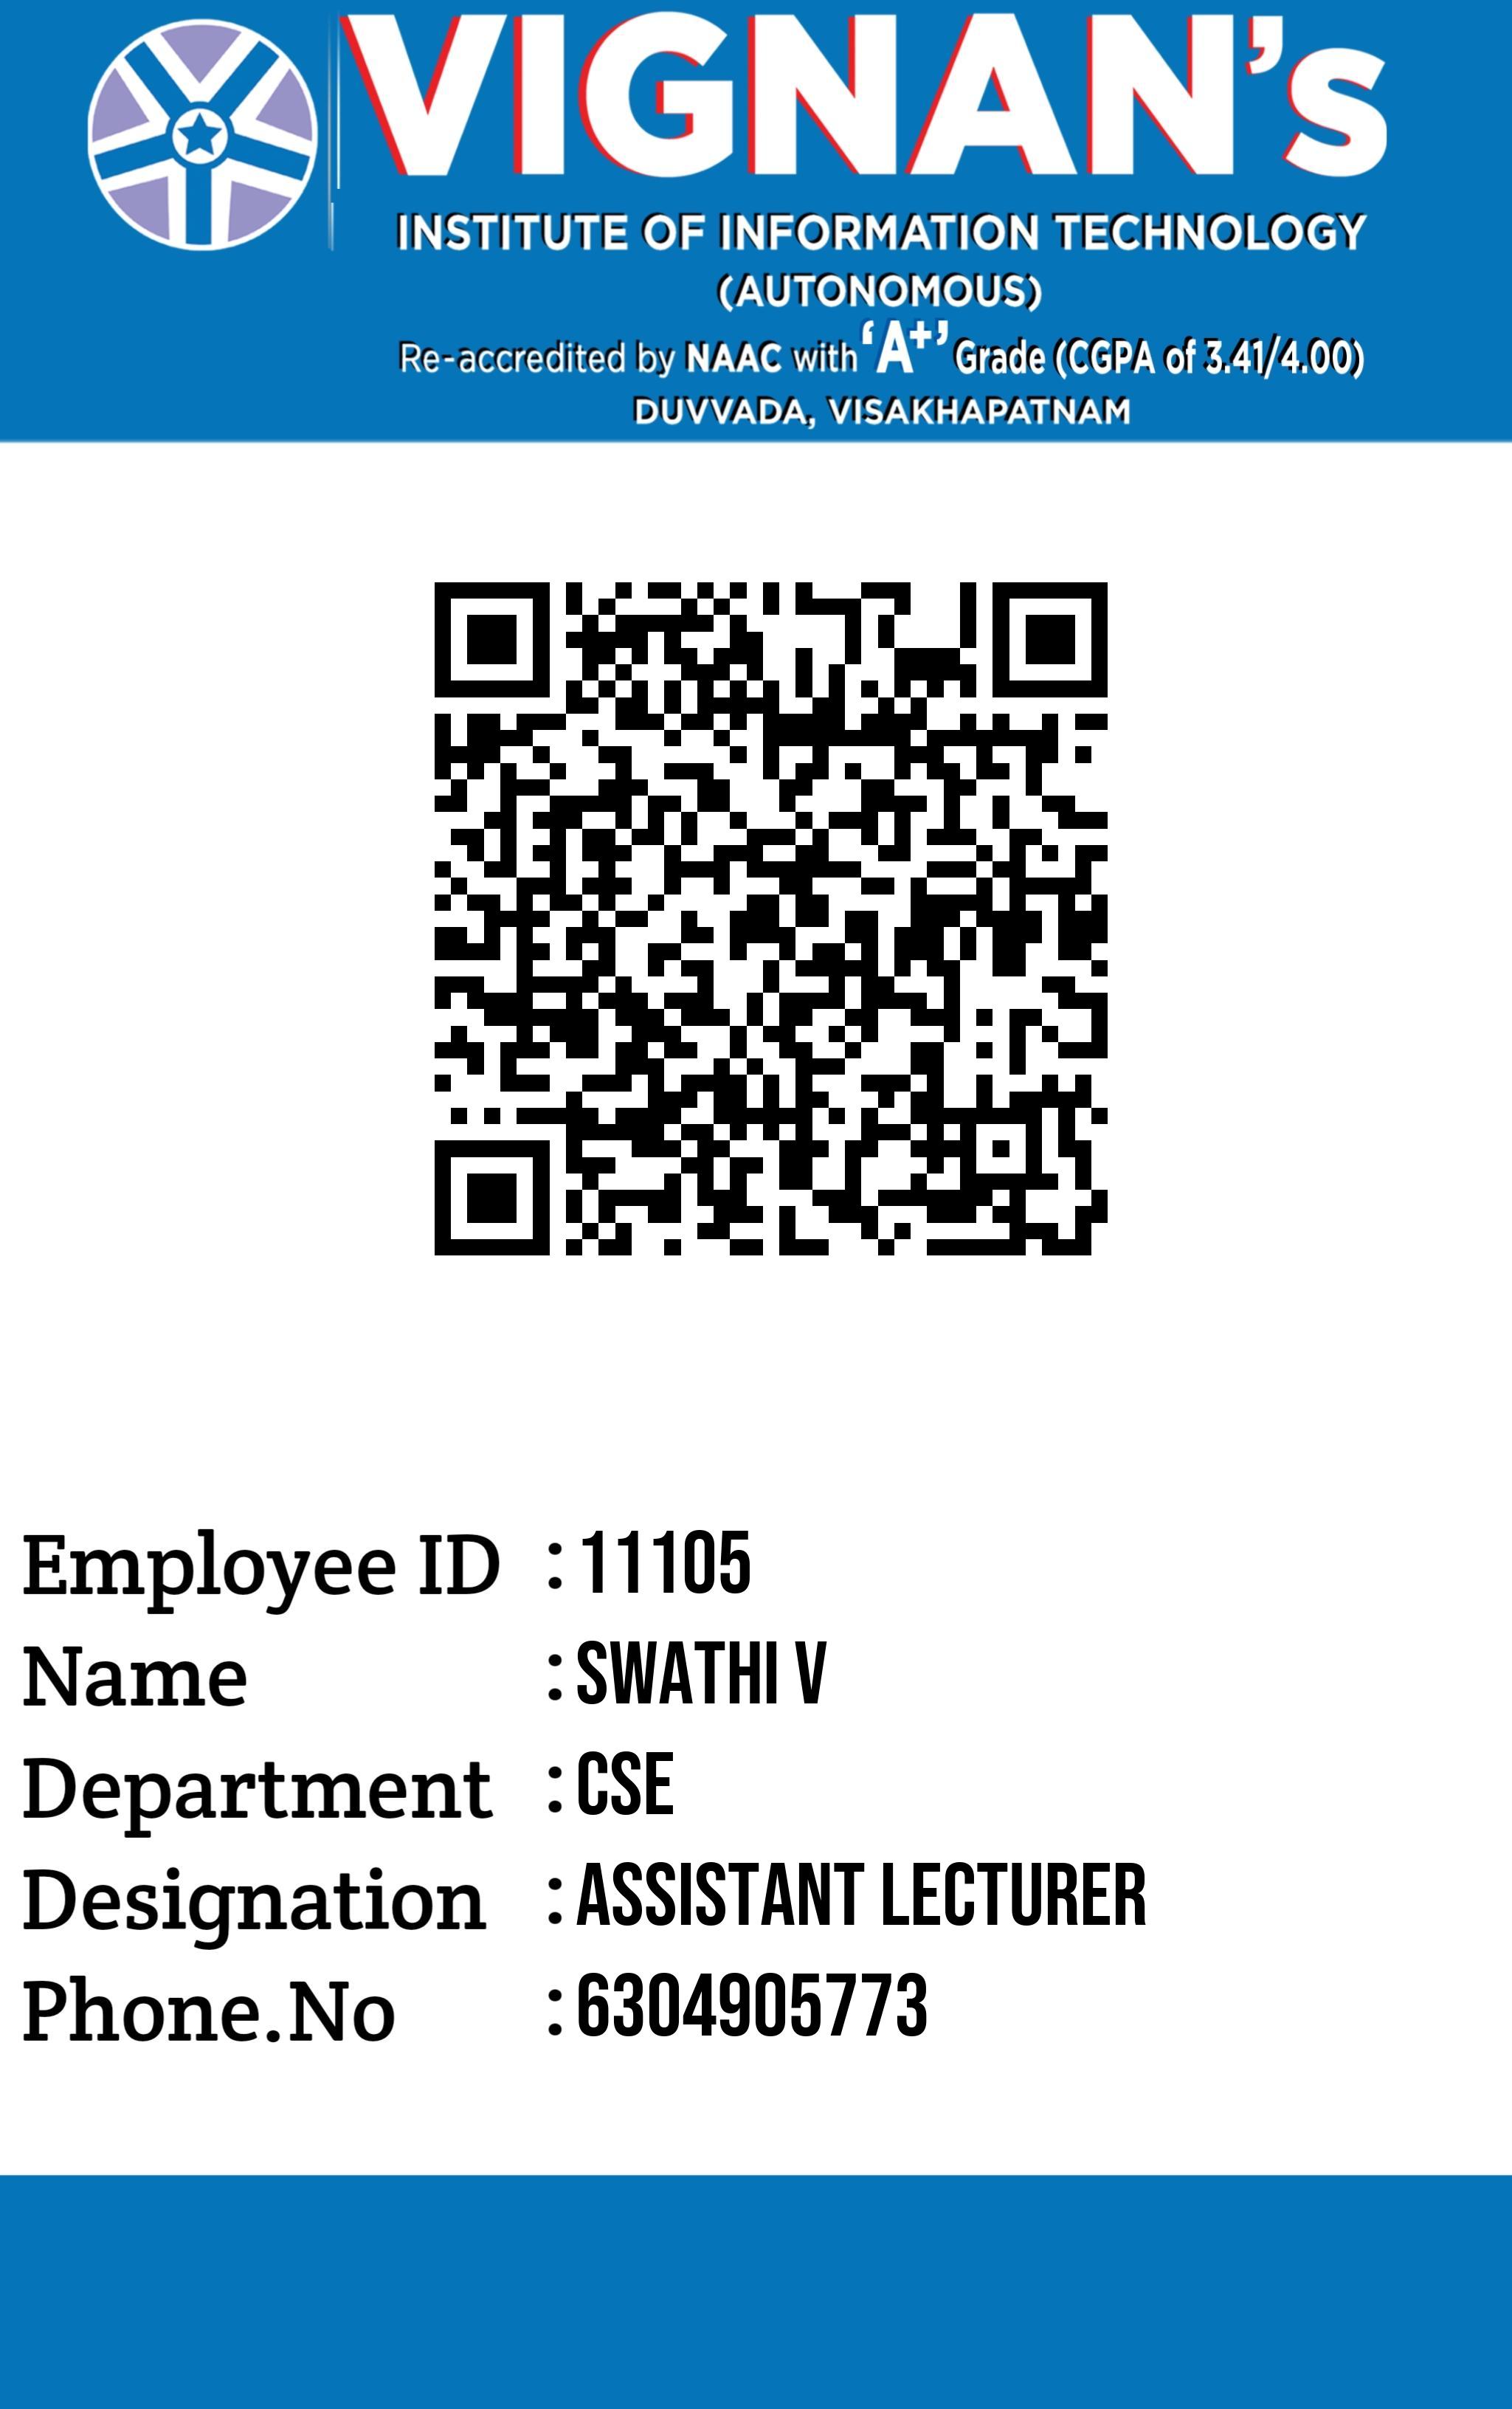 VIGNAN's
INSTITUTE OF INFORMATION TECHNOLOGY
(AUTONOMOUS)
Re-accredited by NAAC with 'A+' Grade (CGPA of 3.41/4.00)
DUVVADA, VISAKHAPATNAM
Employee ID : 11105
Name : SWATHI V
Department : CSE
Designation : ASSISTANT LECTURER
Phone.No : 6304905773